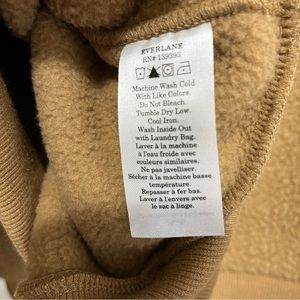 EVERLANE
RN# 139393
Machine Wash Cold
With Like Colors.
Do Not Bleach.
Tumble Dry Low.
Cool Iron.
Wash Inside Out
with Laundry Bag.
Laver à la machine
à l'eau froide avec
couleurs similaires.
Ne pas javelliser.
Sécher à la machine basse
température.
Repasser à fer bas.
Lavez à l'envers avec
le sac à linge.